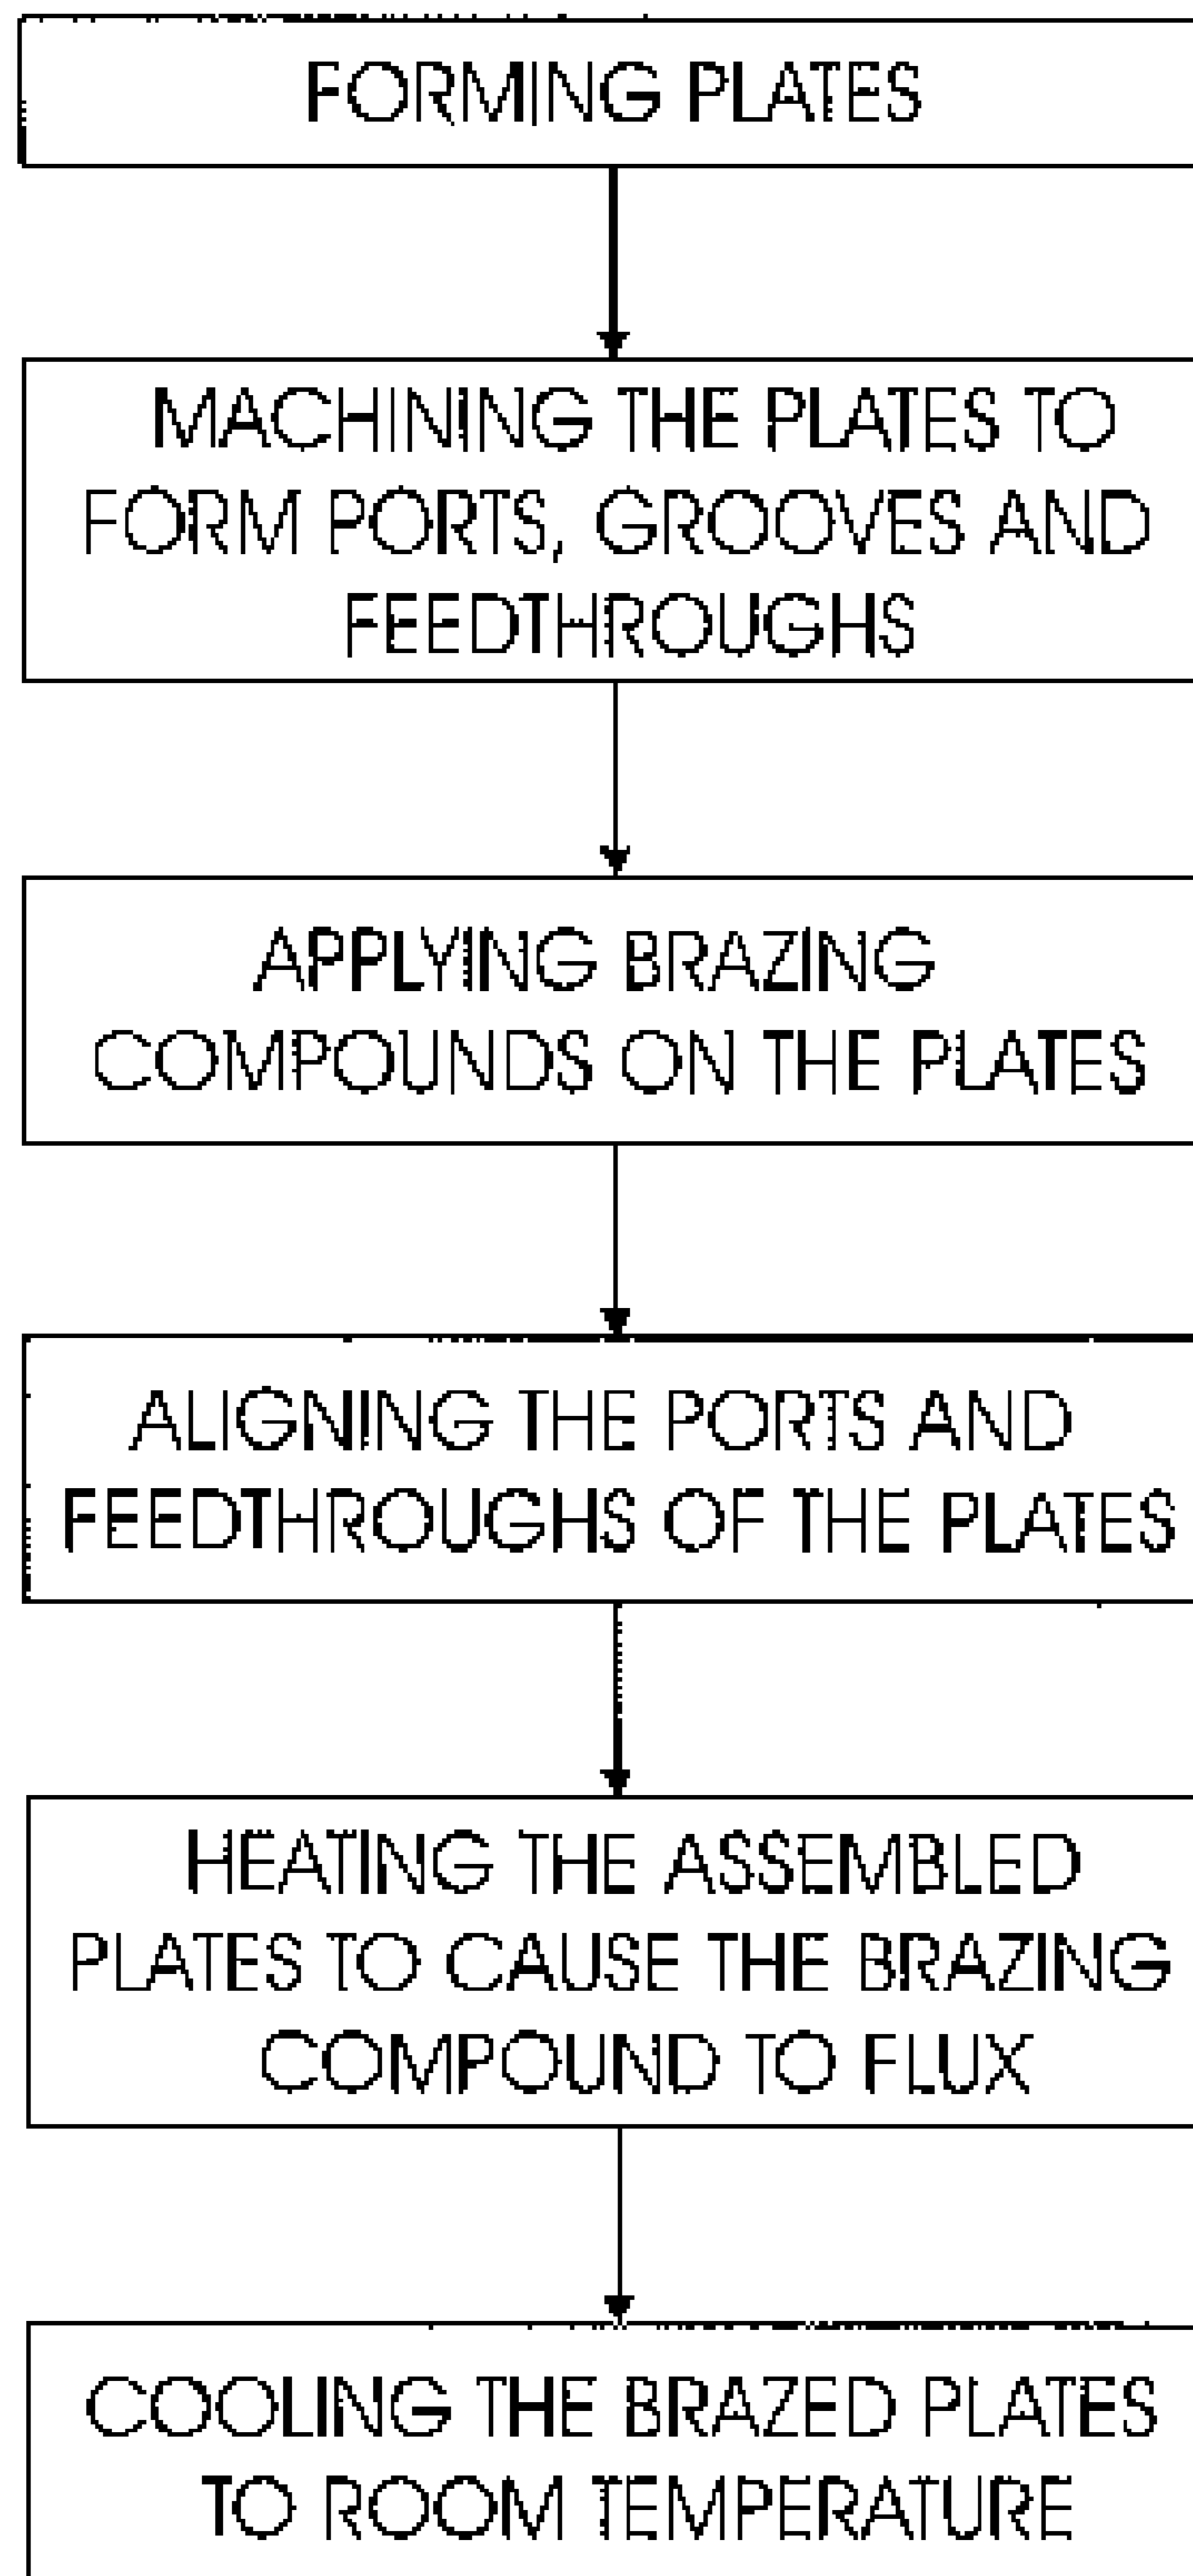 FORMING PLATES
MACHINING THE PLATES TO
FORM PORTS, GROOVES AND
FEEDTHROUGHS
APPLYING BRAZING
COMPOUNDS ON THE PLATES
ALIGNING THE PORTS AND
FEEDTHROUGHS OF THE PLATES
HEATING THE ASSEMBLED
PLATES TO CAUSE THE BRAZING
COMPOUND TO FLUX
COOLING THE BRAZED PLATES
TO ROOM TEMPERATURE